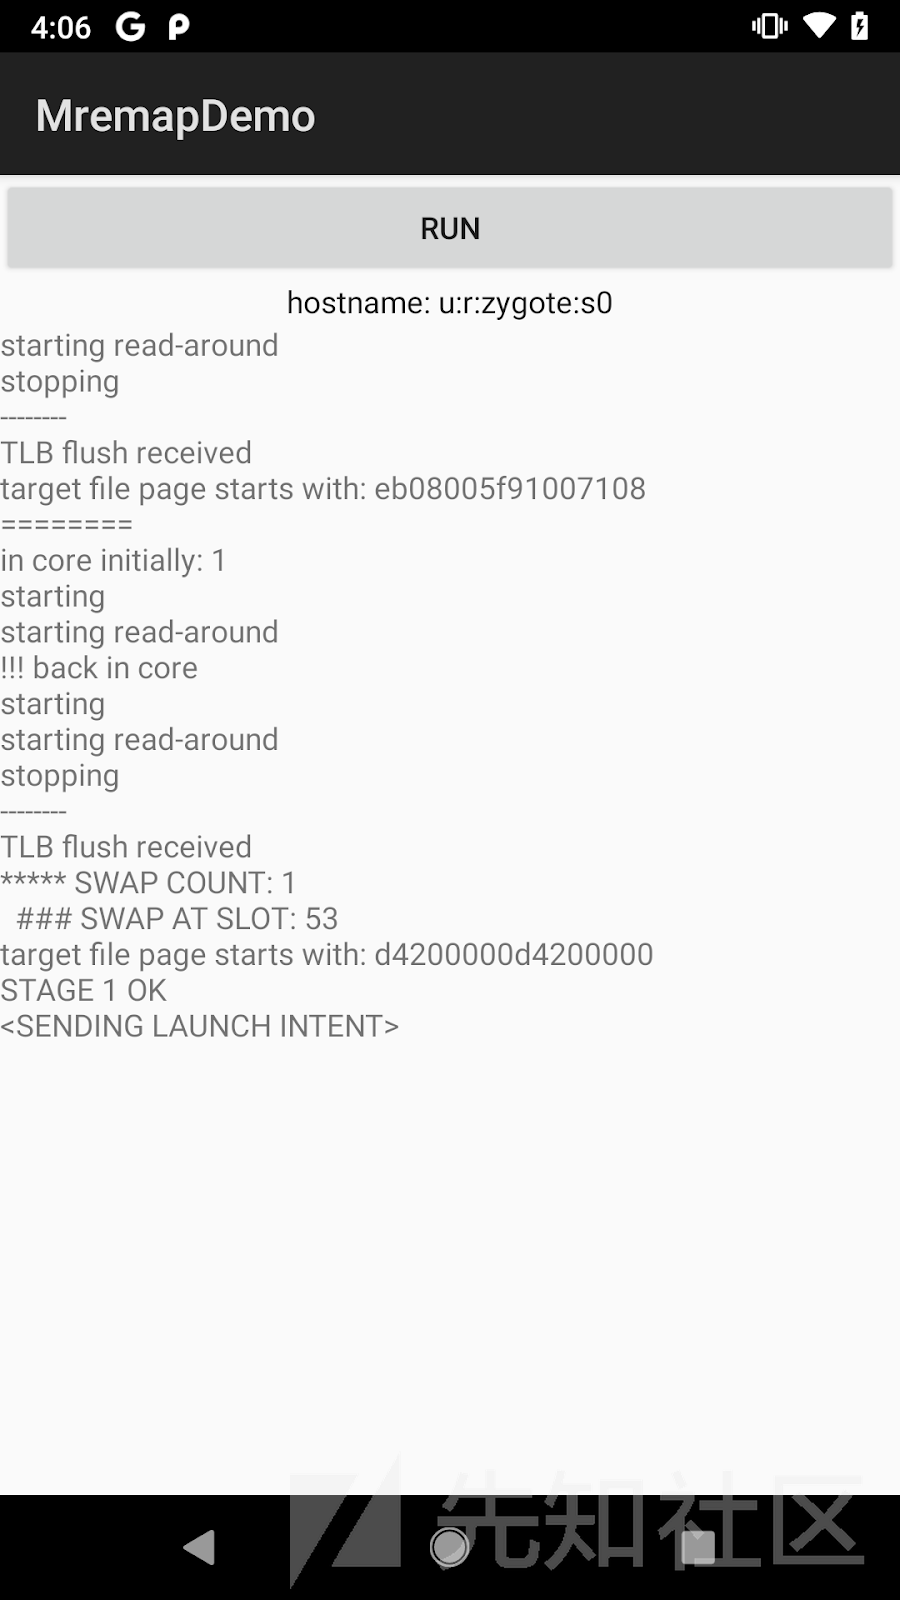 4:06
MremapDemo
RUN
hostname: u:r:zygote:s0
starting read-around
stopping
--------
TLB flush received
target file page starts with: eb08005f91007108
========
in core initially: 1
starting
starting read-around
!!! back in core
starting
starting read-around
stopping
--------
TLB flush received
***** SWAP COUNT: 1
### SWAP AT SLOT: 53
target file page starts with: d4200000d4200000
STAGE 1 OK
<SENDING LAUNCH INTENT>
先知社区